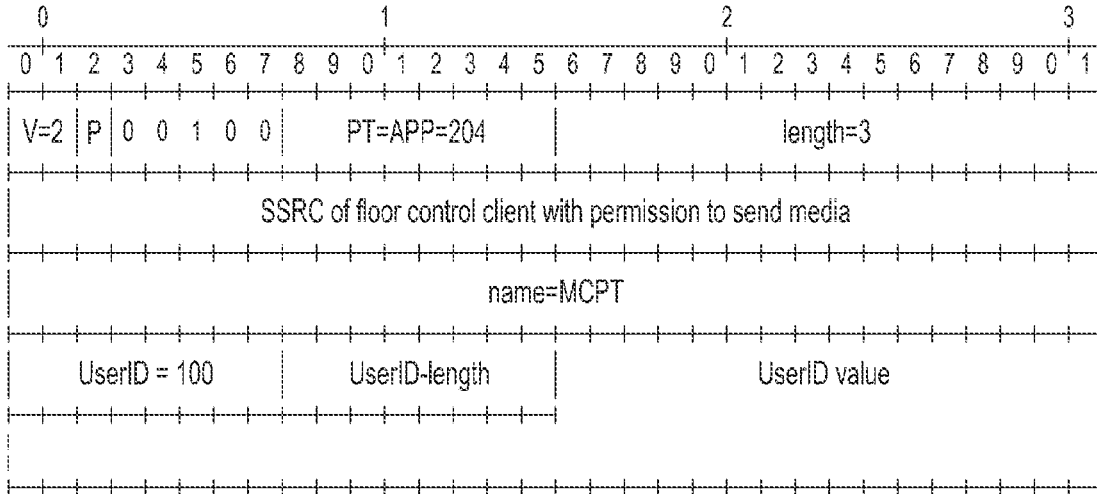 0 1 2 3
0 1 2 3 4 5 6 7 8 9 0 1 2 3 4 5 6 7 8 9 0 1 2 3 4 5 6 7 8 9 0 1
V=2 P 0 0 1 0 0 PT=APP=204 length=3
SSRC of floor control client with permission to send media
name=MCPT
UserID = 100 UserID-length UserID value